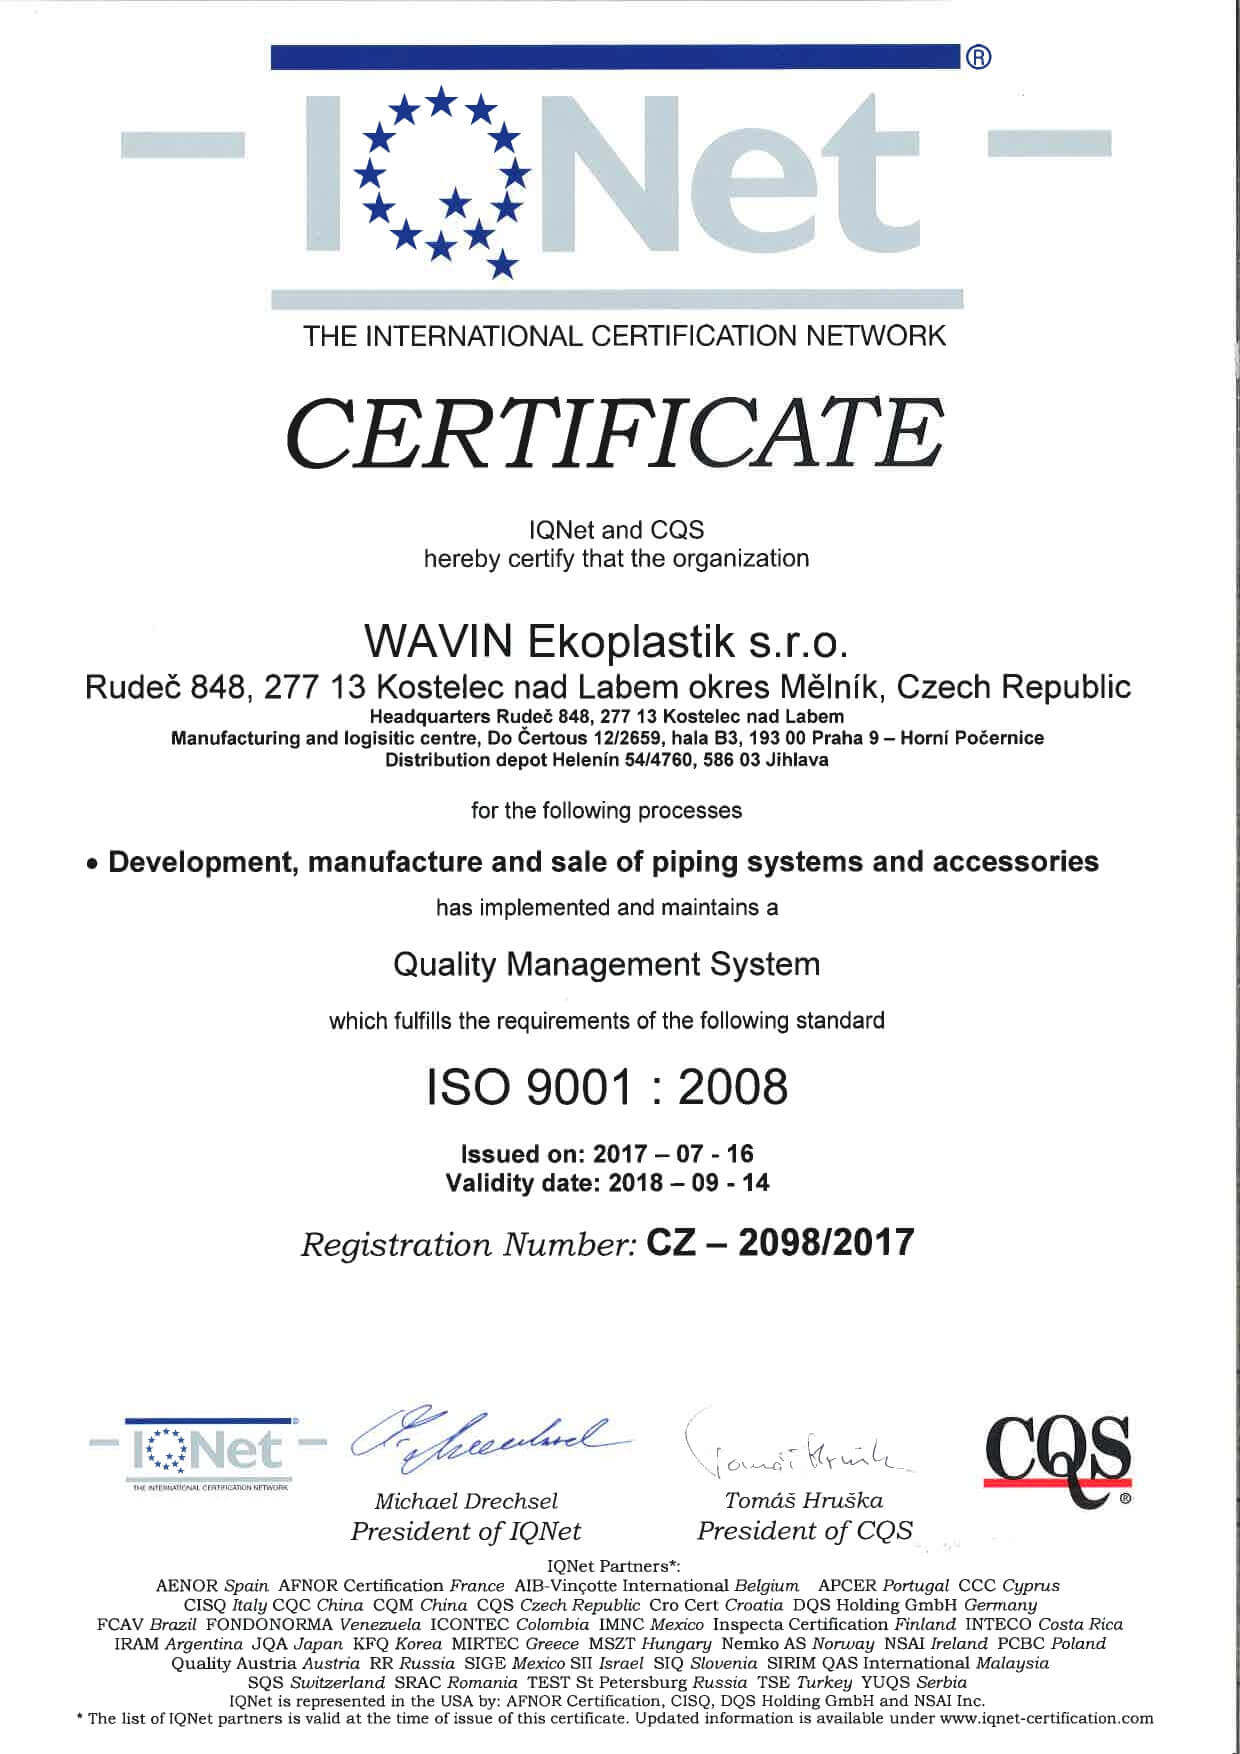 IQNet®
THE INTERNATIONAL CERTIFICATION NETWORK
CERTIFICATE
IQNet and CQS
hereby certify that the organization
WAVIN Ekoplastik s.r.o.
Rudeč 848, 277 13 Kostelec nad Labem okres Mělník, Czech Republic
Headquarters Rudeč 848, 277 13 Kostelec nad Labem
Manufacturing and logisitic centre, Do Čertous 12/2659, hala B3, 193 00 Praha 9 – Horní Počernice
Distribution depot Helenín 54/4760, 586 03 Jihlava
for the following processes
• Development, manufacture and sale of piping systems and accessories
has implemented and maintains a
Quality Management System
which fulfills the requirements of the following standard
ISO 9001 : 2008
Issued on: 2017 – 07 - 16
Validity date: 2018 – 09 - 14
Registration Number: CZ – 2098/2017
IQNet
THE INTERNATIONAL CERTIFICATION NETWORK
Tomáš Hruška
CQS®
Michael Drechsel
Tomáš Hruška
President of IQNet
President of CQS
IQNet Partners*:
AENOR Spain AFNOR Certification France AIB-Vinçotte International Belgium APCER Portugal CCC Cyprus
CISQ Italy CQC China CQM China CQS Czech Republic Cro Cert Croatia DQS Holding GmbH Germany
FCAV Brazil FONDONORMA Venezuela ICONTEC Colombia IMNC Mexico Inspecta Certification Finland INTECO Costa Rica
IRAM Argentina JQA Japan KFQ Korea MIRTEC Greece MSZT Hungary Nemko AS Norway NSAI Ireland PCBC Poland
Quality Austria Austria RR Russia SIGE Mexico SII Israel SIQ Slovenia SIRIM QAS International Malaysia
SQS Switzerland SRAC Romania TEST St Petersburg Russia TSE Turkey YUQS Serbia
IQNet is represented in the USA by: AFNOR Certification, CISQ, DQS Holding GmbH and NSAI Inc.
* The list of IQNet partners is valid at the time of issue of this certificate. Updated information is available under www.iqnet-certification.com